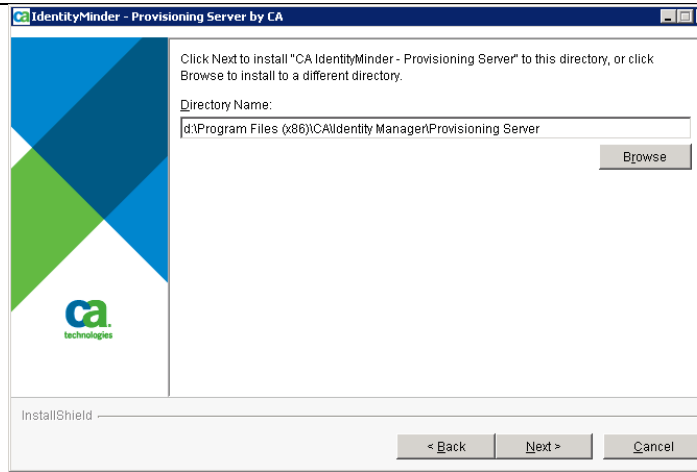 IdentityMinder - Provisioning Server by CA
Click Next to install "CA IdentityMinder - Provisioning Server" to this directory, or click
Browse to install to a different directory.
Directory Name:
d:\Program Files (x86)\CA\Identity Manager\Provisioning Server
Browse
ca.
technologies
InstallShield
< Back
Next >
Cancel